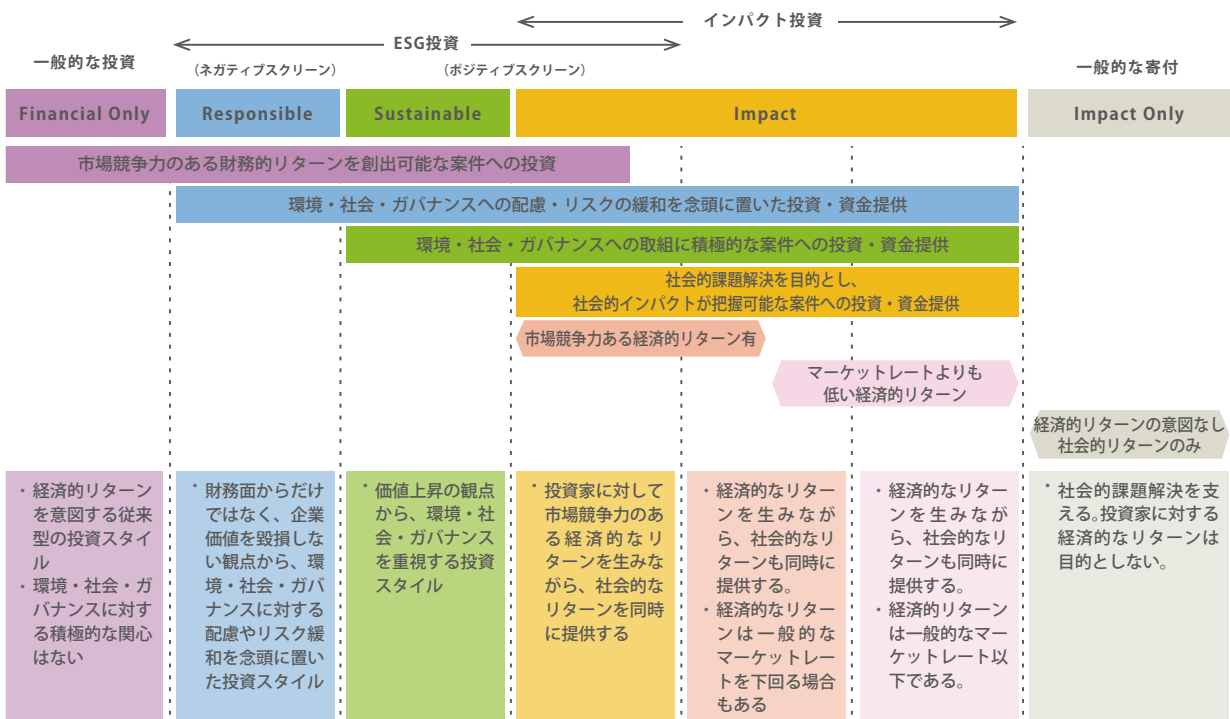 インパクト投資
ESG投資
一般的な投資
（ネガティブスクリーン）
（ポジティブスクリーン）
一般的な寄付
Financial Only
Responsible
Sustainable
Impact
Impact Only
市場競争力のある財務的リターンを創出可能な案件への投資
環境・社会・ガバナンスへの配慮・リスクの緩和を念頭に置いた投資・資金提供
環境・社会・ガバナンスへの取組に積極的な案件への投資・資金提供
社会的課題解決を目的とし、
社会的インパクトが把握可能な案件への投資・資金提供
市場競争力ある経済的リターン有
マーケットレートよりも
低い経済的リターン
経済的リターンの意図なし
社会的リターンのみ
・経済的リターン
を意図する従来
型の投資スタイ
ル
・環境・社会・ガ
バナンスに対す
る積極的な関心
はない
・財務面からだけ
ではなく、企業
価値を毀損しな
い観点から、環
境・社会・ガバ
ナンスに対する
配慮やリスク緩
和を念頭に置い
た投資スタイル
・価値上昇の観点
から、環境・社
会・ガバナンス
を重視する投資
スタイル
・投資家に対して
市場競争力のあ
る経済的なリ
ターンを生みな
がら、社会的な
リターンを同時
に提供する
・経済的なリター
ンを生みなが
ら、社会的なリ
ターンも同時に
提供する。
・経済的なリター
ンは一般的な
マーケットレー
トを下回る場合
もある
・経済的なリター
ンを生みなが
ら、社会的なリ
ターンも同時に
提供する。
・経済的リターン
は一般的なマー
ケットレート以
下である。
・社会的課題解決を支
える。投資家に対する
経済的なリターンは
目的としない。